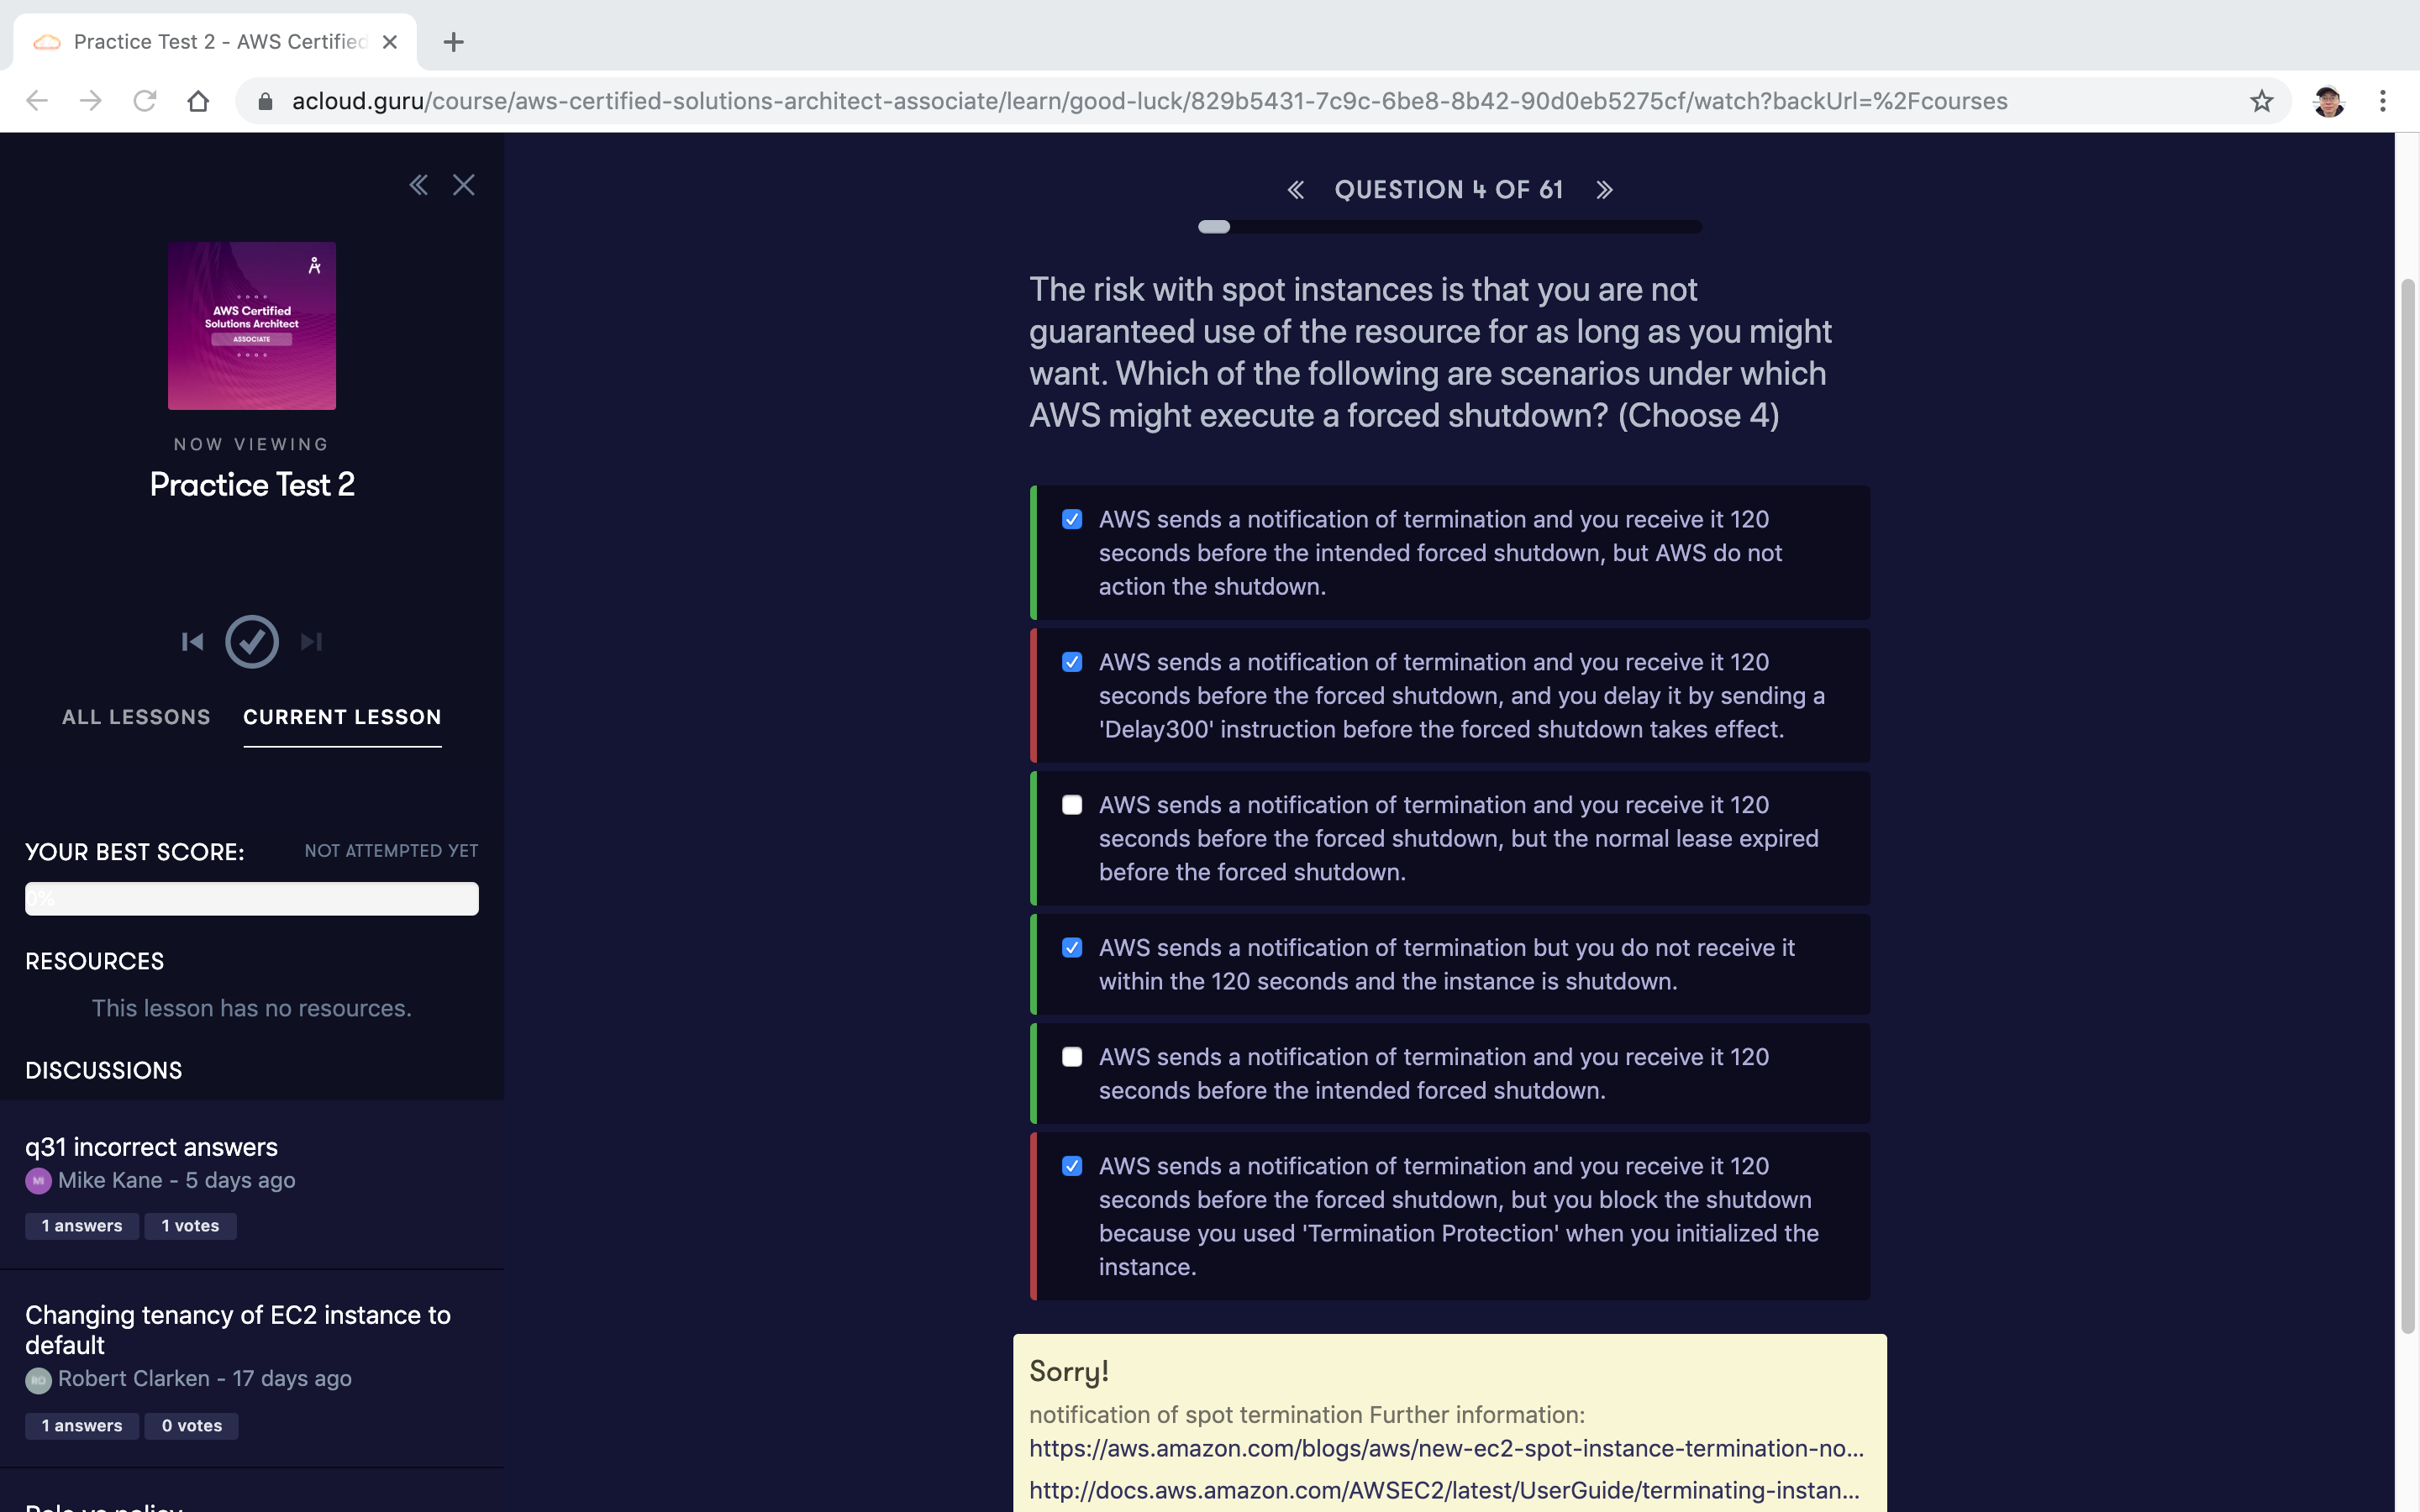 Practice Test 2 - AWS Certified
acloud.guru/course/aws-certified-solutions-architect-associate/learn/good-luck/829b5431-7c9c-6be8-8b42-90d0eb5275cf/watch?backUrl=%2Fcourses
AWS Certified
Solutions Architect
ASSOCIATE
NOW VIEWING
Practice Test 2
ALL LESSONS
CURRENT LESSON
YOUR BEST SCORE:
NOT ATTEMPTED YET
0%
RESOURCES
This lesson has no resources.
DISCUSSIONS
q31 incorrect answers
MI
Mike Kane - 5 days ago
1 answers
1 votes
Changing tenancy of EC2 instance to
default
RO
Robert Clarken - 17 days ago
1 answers
0 votes
QUESTION 4 OF 61
The risk with spot instances is that you are not
guaranteed use of the resource for as long as you might
want. Which of the following are scenarios under which
AWS might execute a forced shutdown? (Choose 4)
AWS sends a notification of termination and you receive it 120
seconds before the intended forced shutdown, but AWS do not
action the shutdown.
AWS sends a notification of termination and you receive it 120
seconds before the forced shutdown, and you delay it by sending a
'Delay300' instruction before the forced shutdown takes effect.
AWS sends a notification of termination and you receive it 120
seconds before the forced shutdown, but the normal lease expired
before the forced shutdown.
AWS sends a notification of termination but you do not receive it
within the 120 seconds and the instance is shutdown.
AWS sends a notification of termination and you receive it 120
seconds before the intended forced shutdown.
AWS sends a notification of termination and you receive it 120
seconds before the forced shutdown, but you block the shutdown
because you used 'Termination Protection' when you initialized the
instance.
Sorry!
notification of spot termination Further information:
https://aws.amazon.com/blogs/aws/new-ec2-spot-instance-termination-no...
http://docs.aws.amazon.com/AWSEC2/latest/UserGuide/terminating-instan...